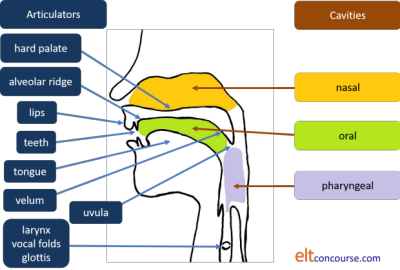 Articulators
Cavities
hard palate
alveolar ridge
lips
teeth
tongue
velum
uvula
larynx
vocal folds
glottis
nasal
oral
pharyngeal
eltconcourse.com